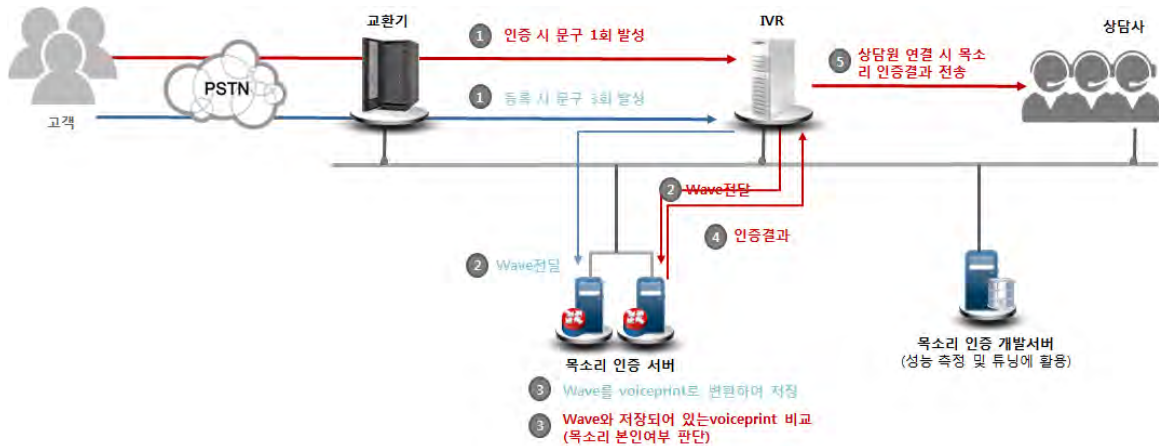 교환기
IVR
상담사
1 인증 시 문구 1회 발성
5 상담원 연결 시 목소
리 인증결과 전송
PSTN
1 등록 시 문구 3회 발성
고객
2 Wave전달
4 인증결과
2 Wave전달
목소리 인증 서버
목소리 인증 개발서버
(성능 측정 및 튜닝에 활용)
3 Wave를 voiceprint로 변환하여 저장
3 Wave와 저장되어 있는voiceprint 비교
(목소리 본인여부 판단)